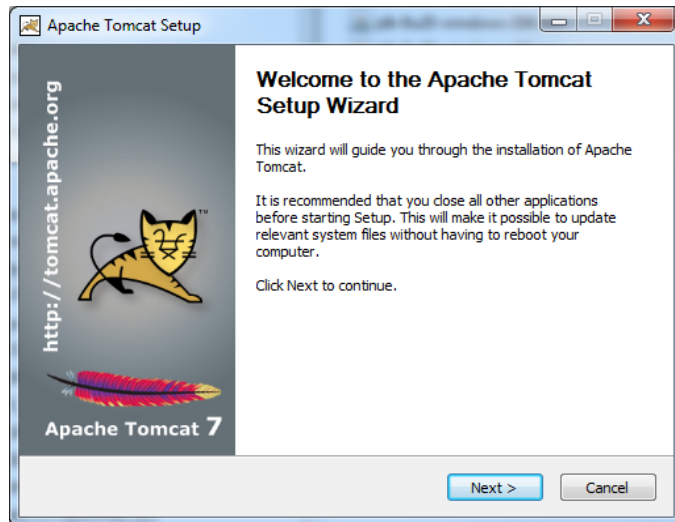 Apache Tomcat Setup
http://tomcat.apache.org
TM
Apache Tomcat 7
Welcome to the Apache Tomcat
Setup Wizard
This wizard will guide you through the installation of Apache
Tomcat.
It is recommended that you close all other applications
before starting Setup. This will make it possible to update
relevant system files without having to reboot your
computer.
Click Next to continue.
Next >
Cancel